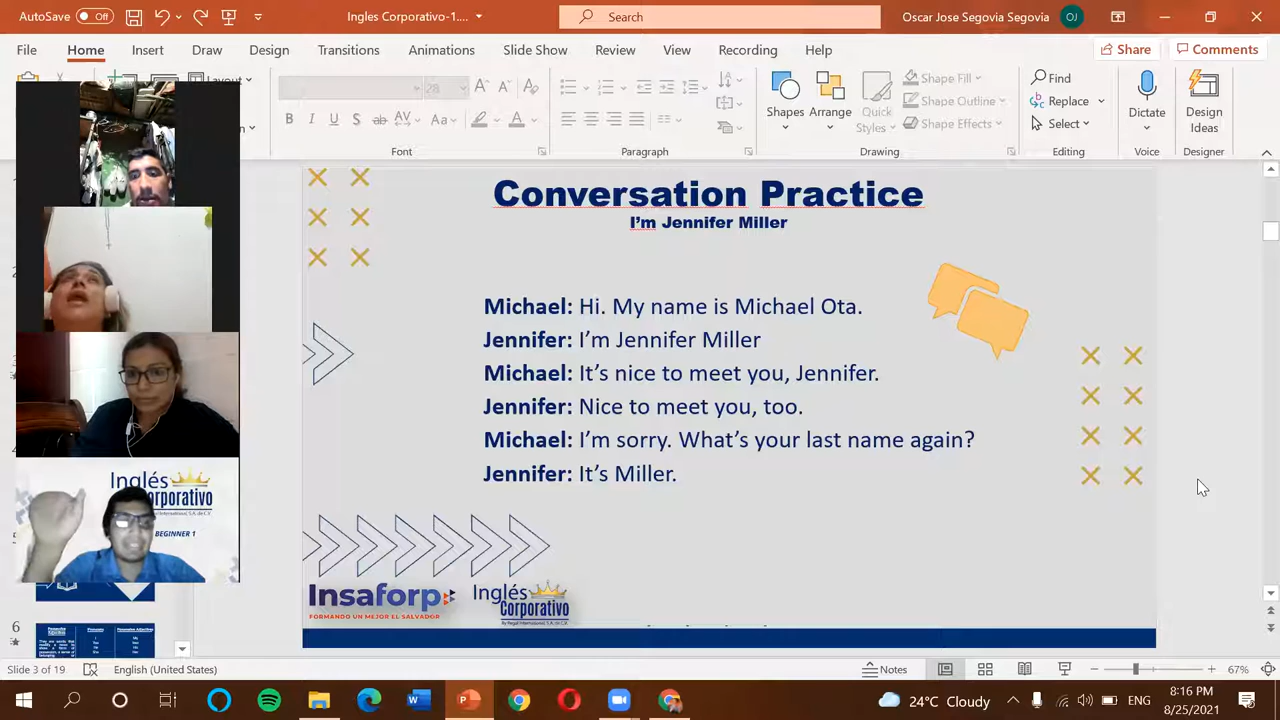 AutoSave Off
Ingles Corporativo-1....
Search
Oscar Jose Segovia Segovia OJ
File Home Insert Draw Design Transitions Animations Slide Show Review View Recording Help
Share Comments
Layout
Shapes Arrange Quick Styles
Shape Fill
Shape Outline
Shape Effects
Find
Replace
Select
Dictate
Design Ideas
Font Paragraph Drawing Editing Voice Designer
Conversation Practice
I'm Jennifer Miller
Michael: Hi. My name is Michael Ota.
Jennifer: I'm Jennifer Miller
Michael: It's nice to meet you, Jennifer.
Jennifer: Nice to meet you, too.
Michael: I'm sorry. What's your last name again?
Jennifer: It's Miller.
Insaforp
FORMANDO UN MEJOR EL SALVADOR
Inglés
Corporativo
Inglés
orporativo
BEGINNER 1
6
Slide 3 of 19
English (United States)
Notes
67%
24°C Cloudy
ENG
8:16 PM
8/25/2021